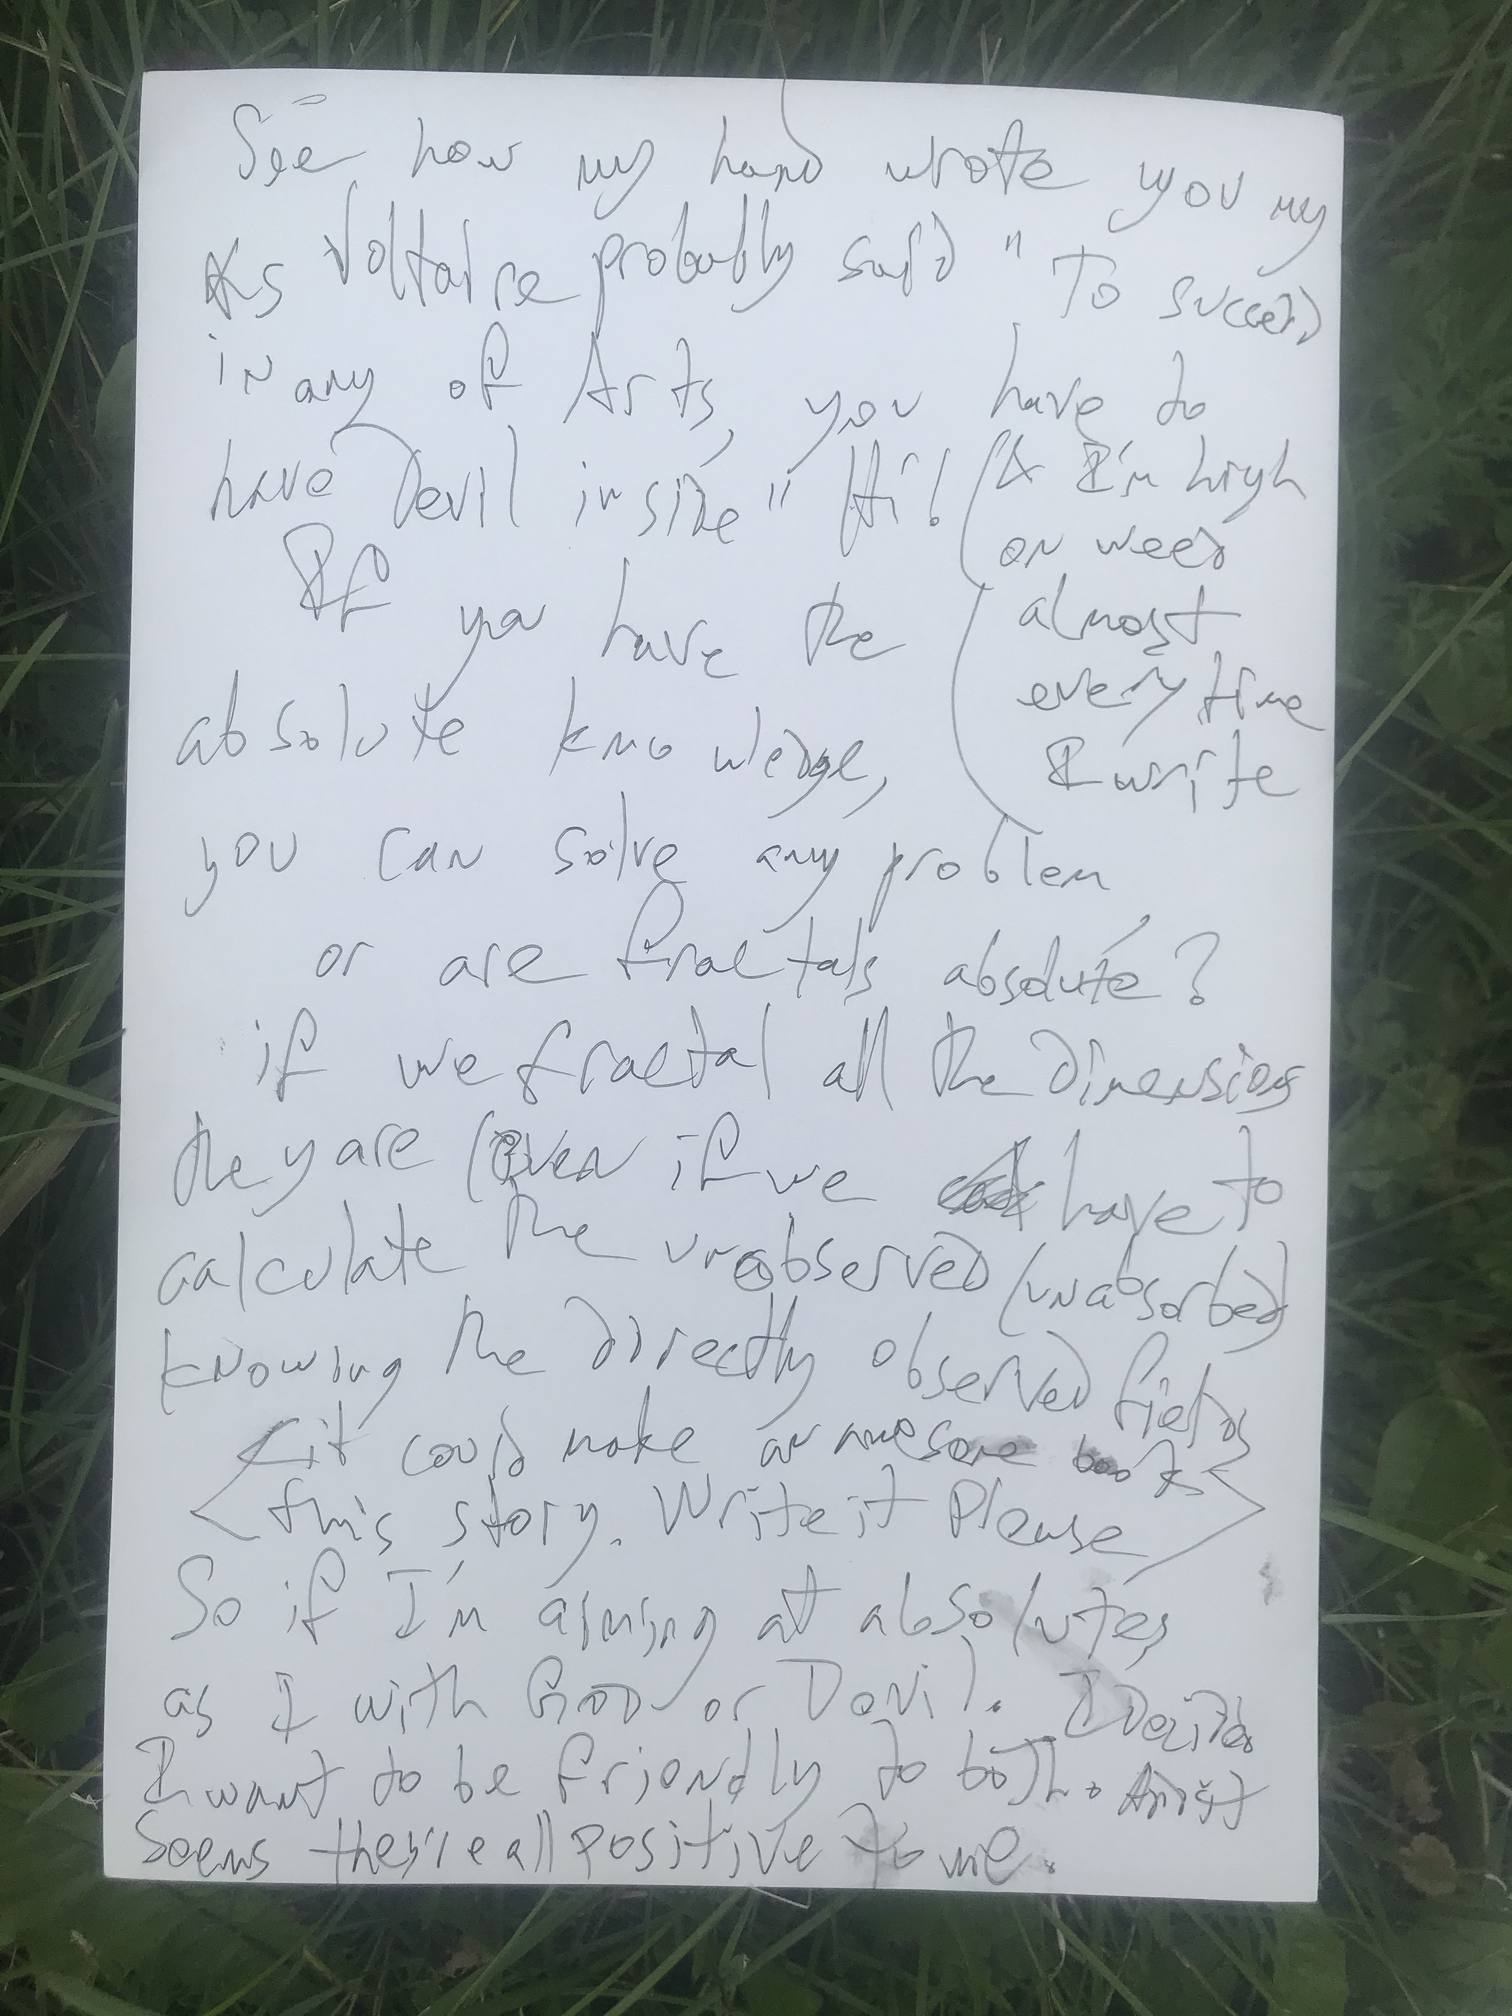 See how my hand wrote you my
As Voltaire probably said "To succeed
in any of Arts, you have to
have Devil inside" Hi!
(& I'm high
on weed
almost
every time
I write
If you have the
absolute knowledge,
you can solve any problem
or are fractals absolute?
if we fractal all the dimensions
they are (even if we have to
calculate the unobserved (unabsorbed)
knowing the directly observed fields
<it could make an awesome book
<this story. Write it Please>
So if I'm aiming at absolutes
as I with GOD or Devil. I Decide
I want to be friendly to both. And it
Seems they're all positive to me.